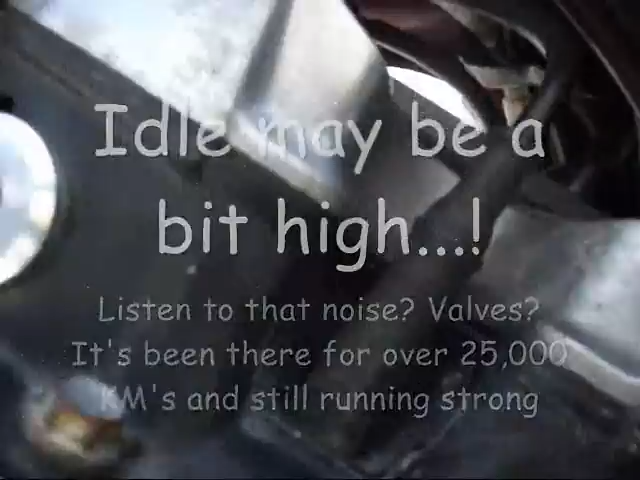 Idle may be a
bit high...!
Listen to that noise? Valves?
It's been there for over 25,000
KM's and still running strong